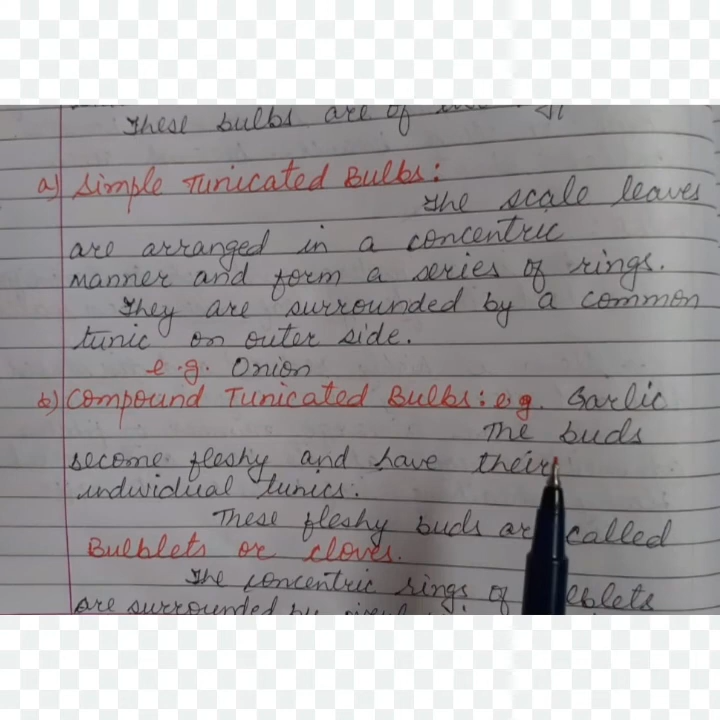 These bulbs are of
a) Simple Tunicated Bulbs:
The scale leaves
are arranged in a concentric
manner and form a series of rings.
They are surrounded by a common
tunic on outer side.
e.g. Onion
b) Compound Tunicated Bulbs: e.g. Garlic
The buds
become fleshy and have their
individual tunics.
These fleshy buds are called
Bulblets or cloves.
The concentric rings of
are surrounded by